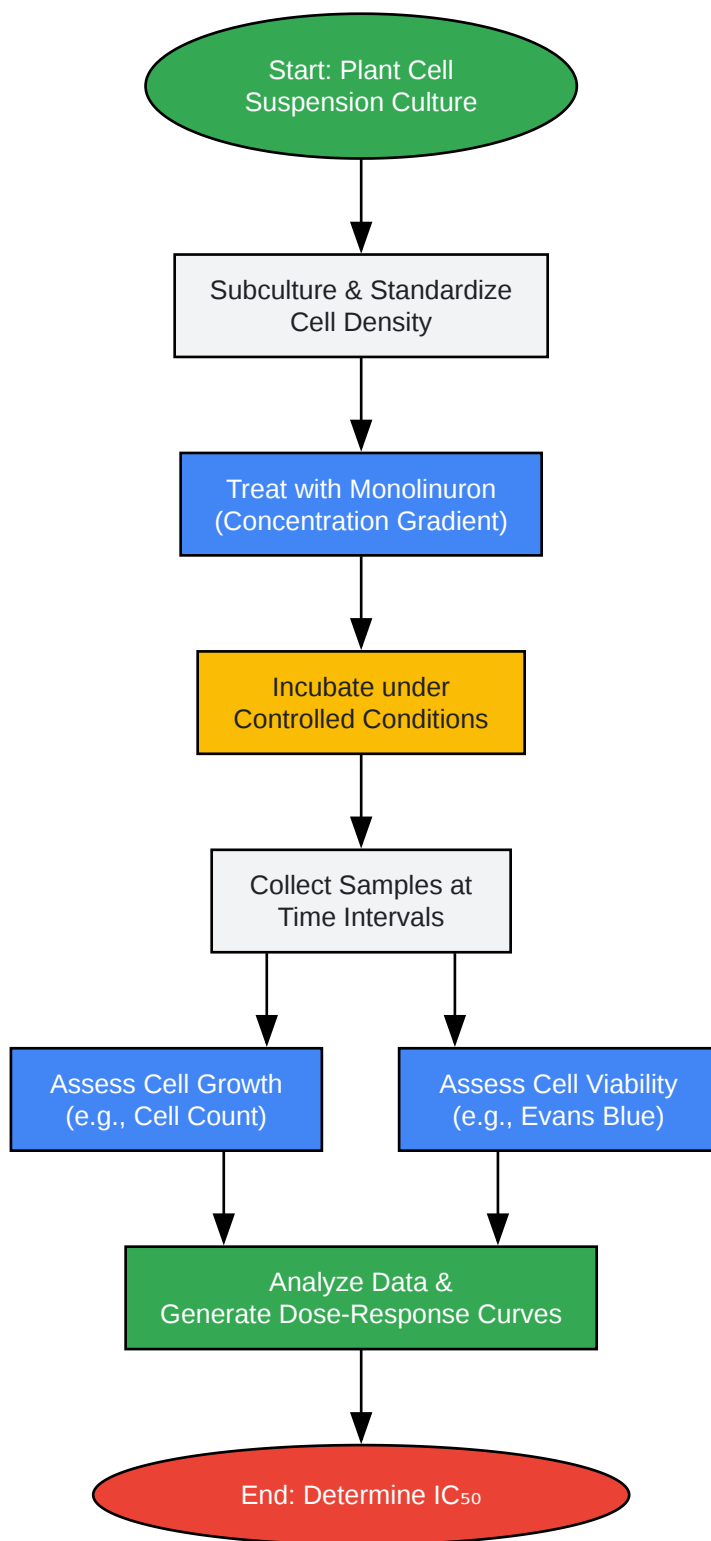 Start: Plant Cell
Suspension Culture
Subculture & Standardize
Cell Density
Treat with Monolinuron
(Concentration Gradient)
Incubate under
Controlled Conditions
Collect Samples at
Time Intervals
Assess Cell Growth
(e.g., Cell Count)
Assess Cell Viability
(e.g., Evans Blue)
Analyze Data &
Generate Dose-Response Curves
End: Determine IC₅₀